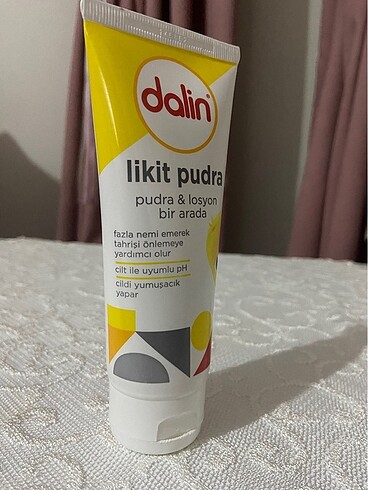 dalin
likit pudra
pudra & losyon
bir arada
fazla nemi emerek
tahrişi önlemeye
yardımcı olur
cilt ile uyumlu pH
cildi yumuşacık
yapar